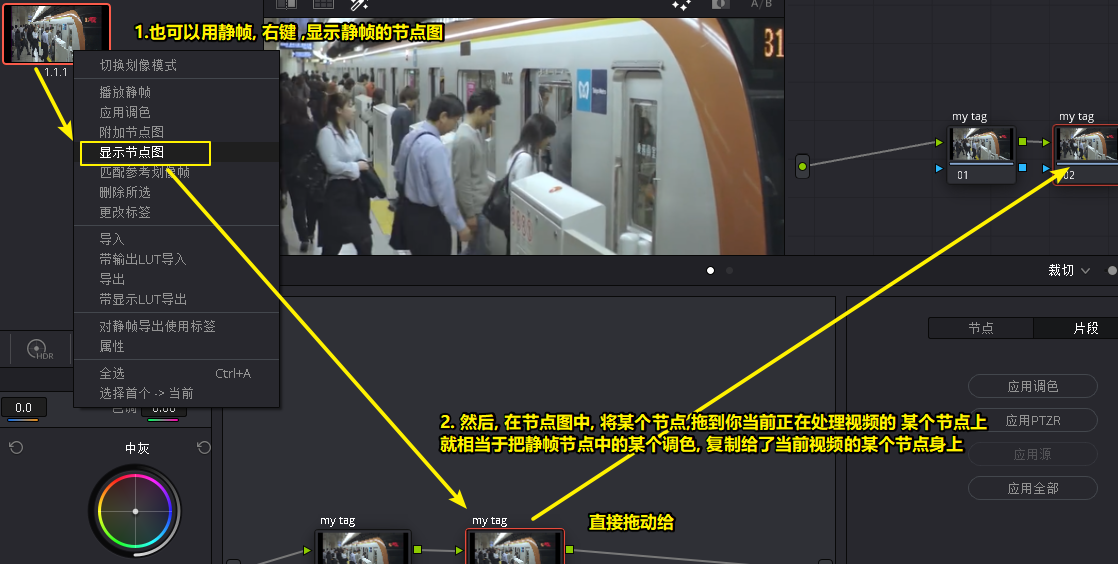 A/B
1.也可以用静帧, 右键 ,显示静帧的节点图
31
1.1.1
切换划像模式
播放静帧
应用调色
附加节点图
显示节点图
匹配参考划像帧
删除所选
更改标签
导入
带输出LUT导入
导出
带显示LUT导出
对静帧导出使用标签
属性
全选 Ctrl+A
选择首个 -> 当前
my tag
01
my tag
02
裁切
HDR
节点 片段
应用调色
应用PTZR
应用源
应用全部
0.0
色调 0.00
中灰
2. 然后, 在节点图中, 将某个节点,拖到你当前正在处理视频的 某个节点上
就相当于把静帧节点中的某个调色, 复制给了当前视频的某个节点身上
my tag
my tag
直接拖动给